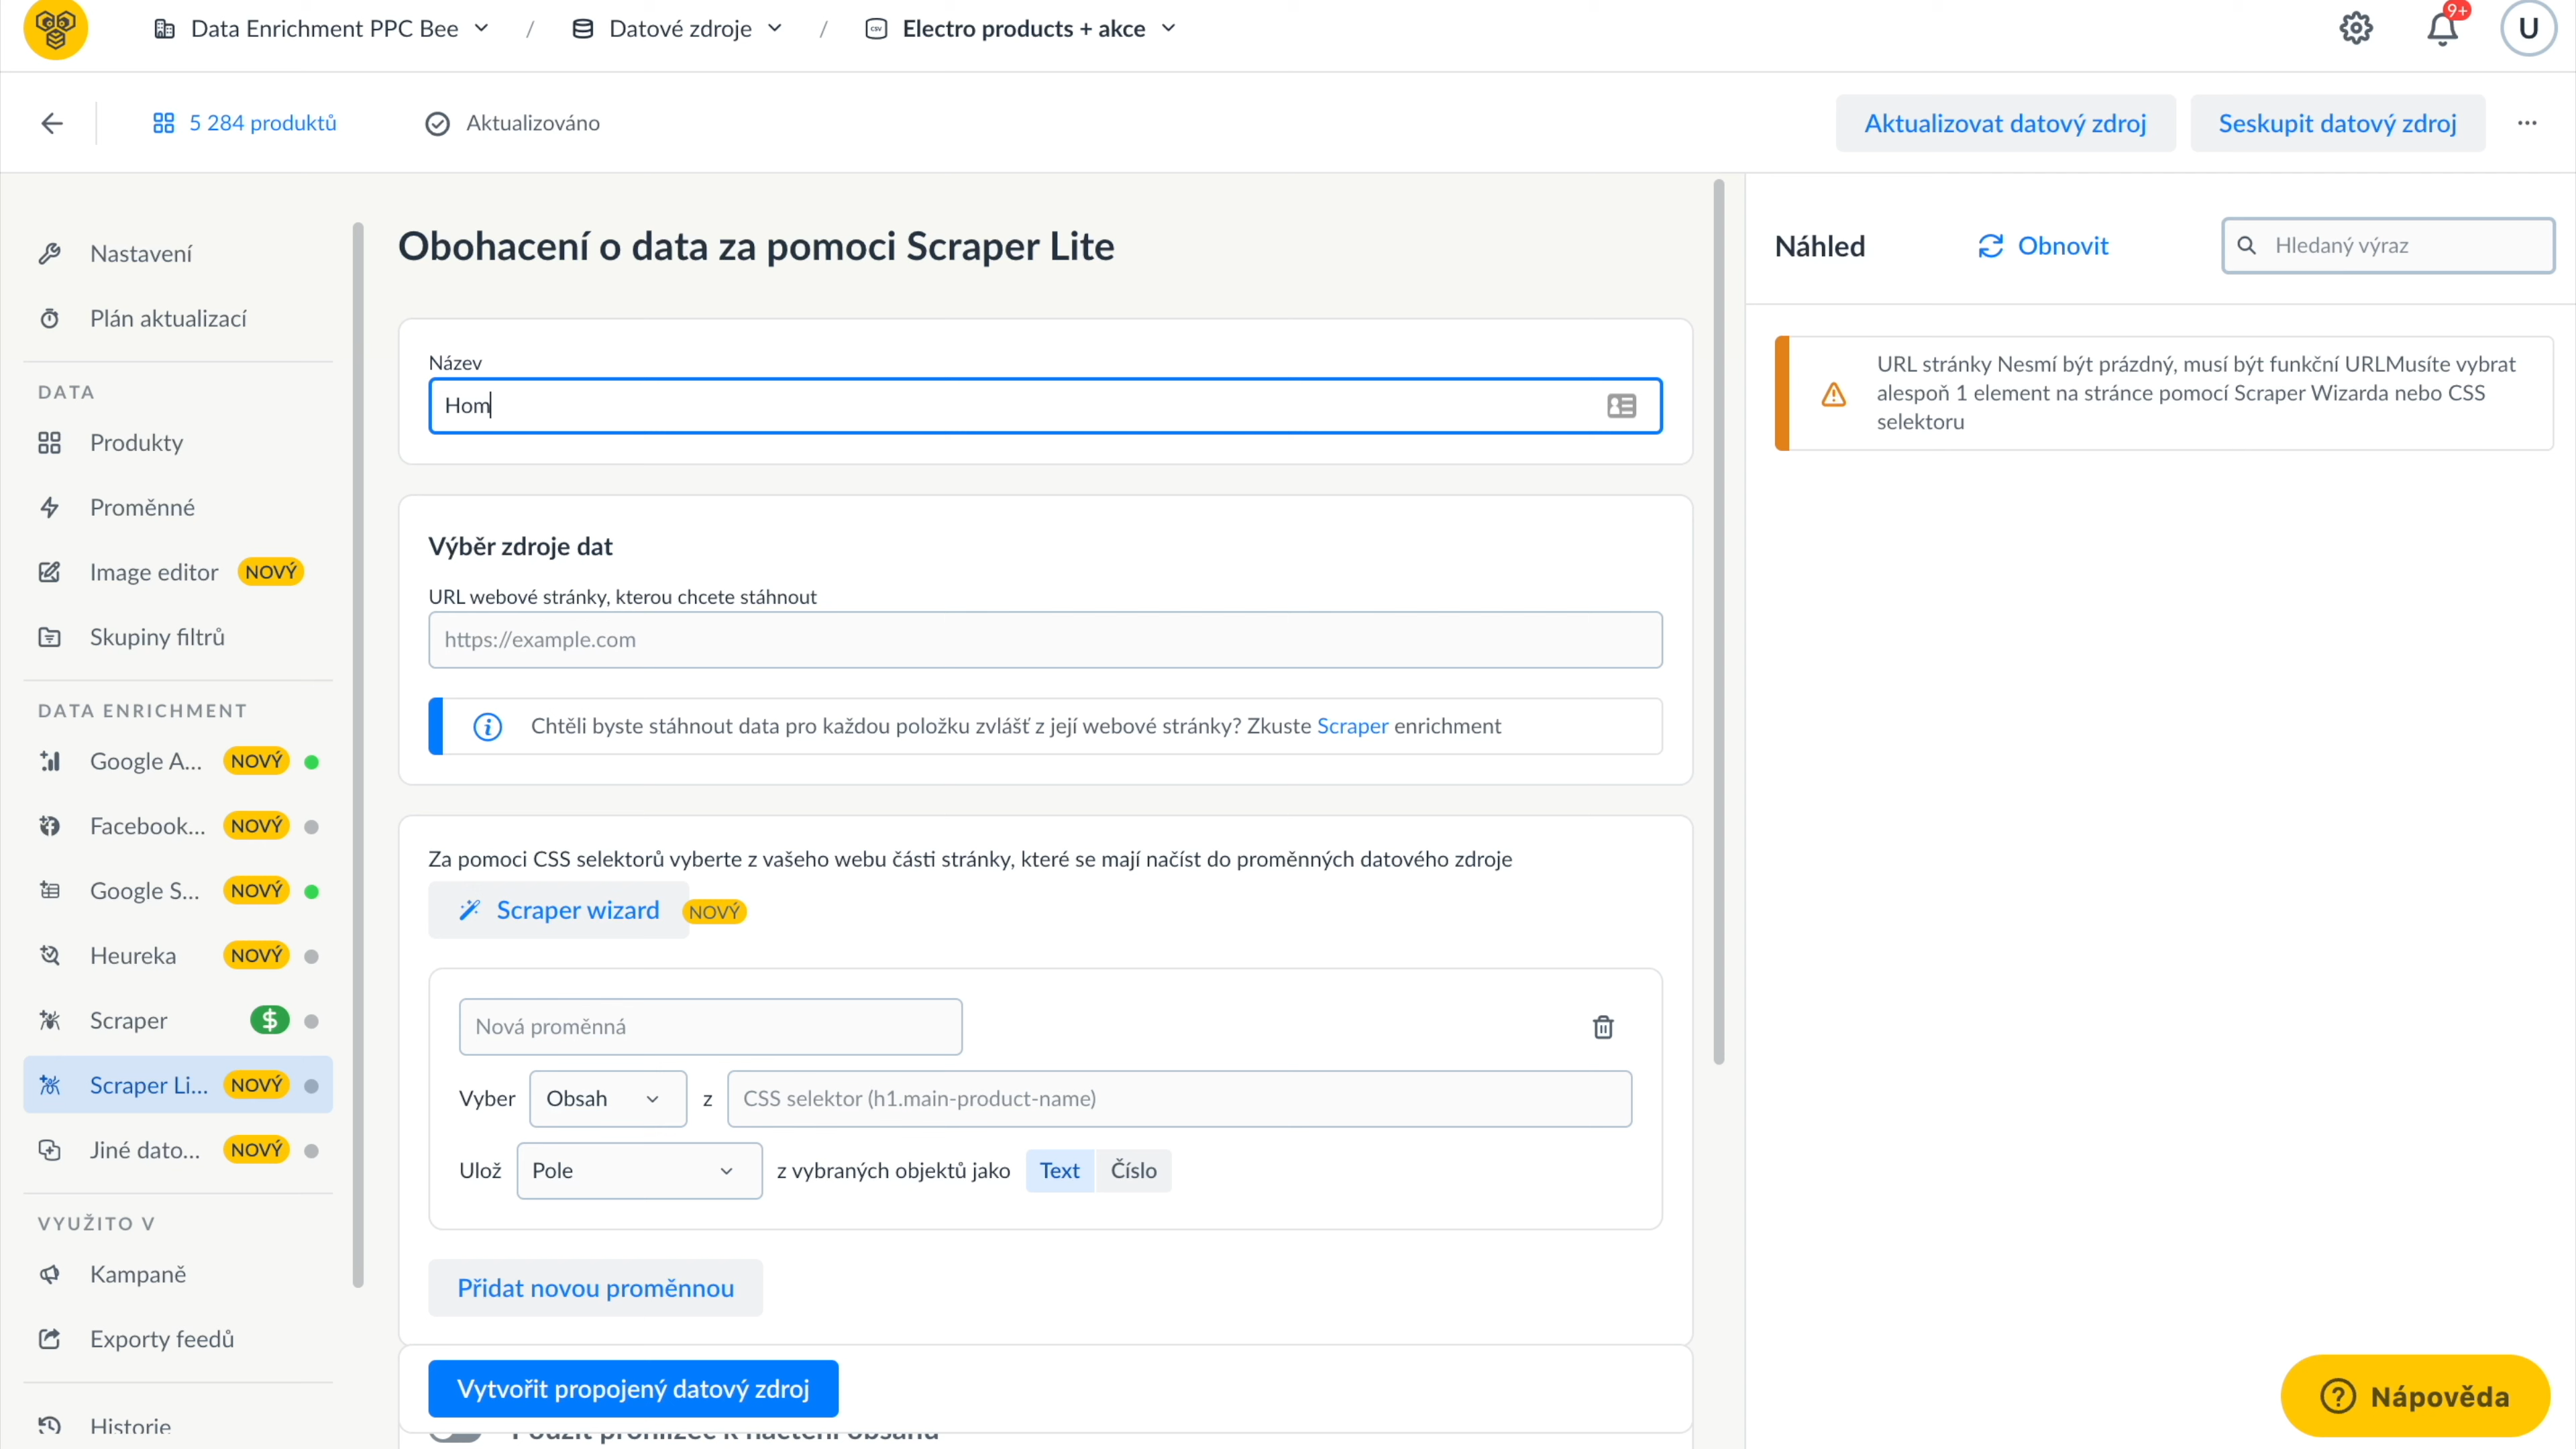 Data Enrichment PPC Bee / Datové zdroje / CSV Electro products + akce 9+ U
5 284 produktů Aktualizováno Aktualizovat datový zdroj Seskupit datový zdroj ...
Nastavení
Plán aktualizací
DATA
Produkty
Proměnné
Image editor NOVÝ
Skupiny filtrů
DATA ENRICHMENT
Google A... NOVÝ
Facebook... NOVÝ
Google S... NOVÝ
Heureka NOVÝ
Scraper $
Scraper Li... NOVÝ
Jiné dato... NOVÝ
VYUŽITO V
Kampaně
Exporty feedů
Historie
Obohacení o data za pomoci Scraper Lite
Název
Hom
Výběr zdroje dat
URL webové stránky, kterou chcete stáhnout
https://example.com
Chtěli byste stáhnout data pro každou položku zvlášť z její webové stránky? Zkuste Scraper enrichment
Za pomoci CSS selektorů vyberte z vašeho webu části stránky, které se mají načíst do proměnných datového zdroje
Scraper wizard NOVÝ
Nová proměnná
Vyber Obsah z CSS selektor (h1.main-product-name)
Ulož Pole z vybraných objektů jako Text Číslo
Přidat novou proměnnou
Vytvořit propojený datový zdroj
Použít prohlížeč k načtení obsahu
Náhled Obnovit Hledaný výraz
URL stránky Nesmí být prázdný, musí být funkční URLMusíte vybrat
alespoň 1 element na stránce pomocí Scraper Wizarda nebo CSS
selektoru
Nápověda